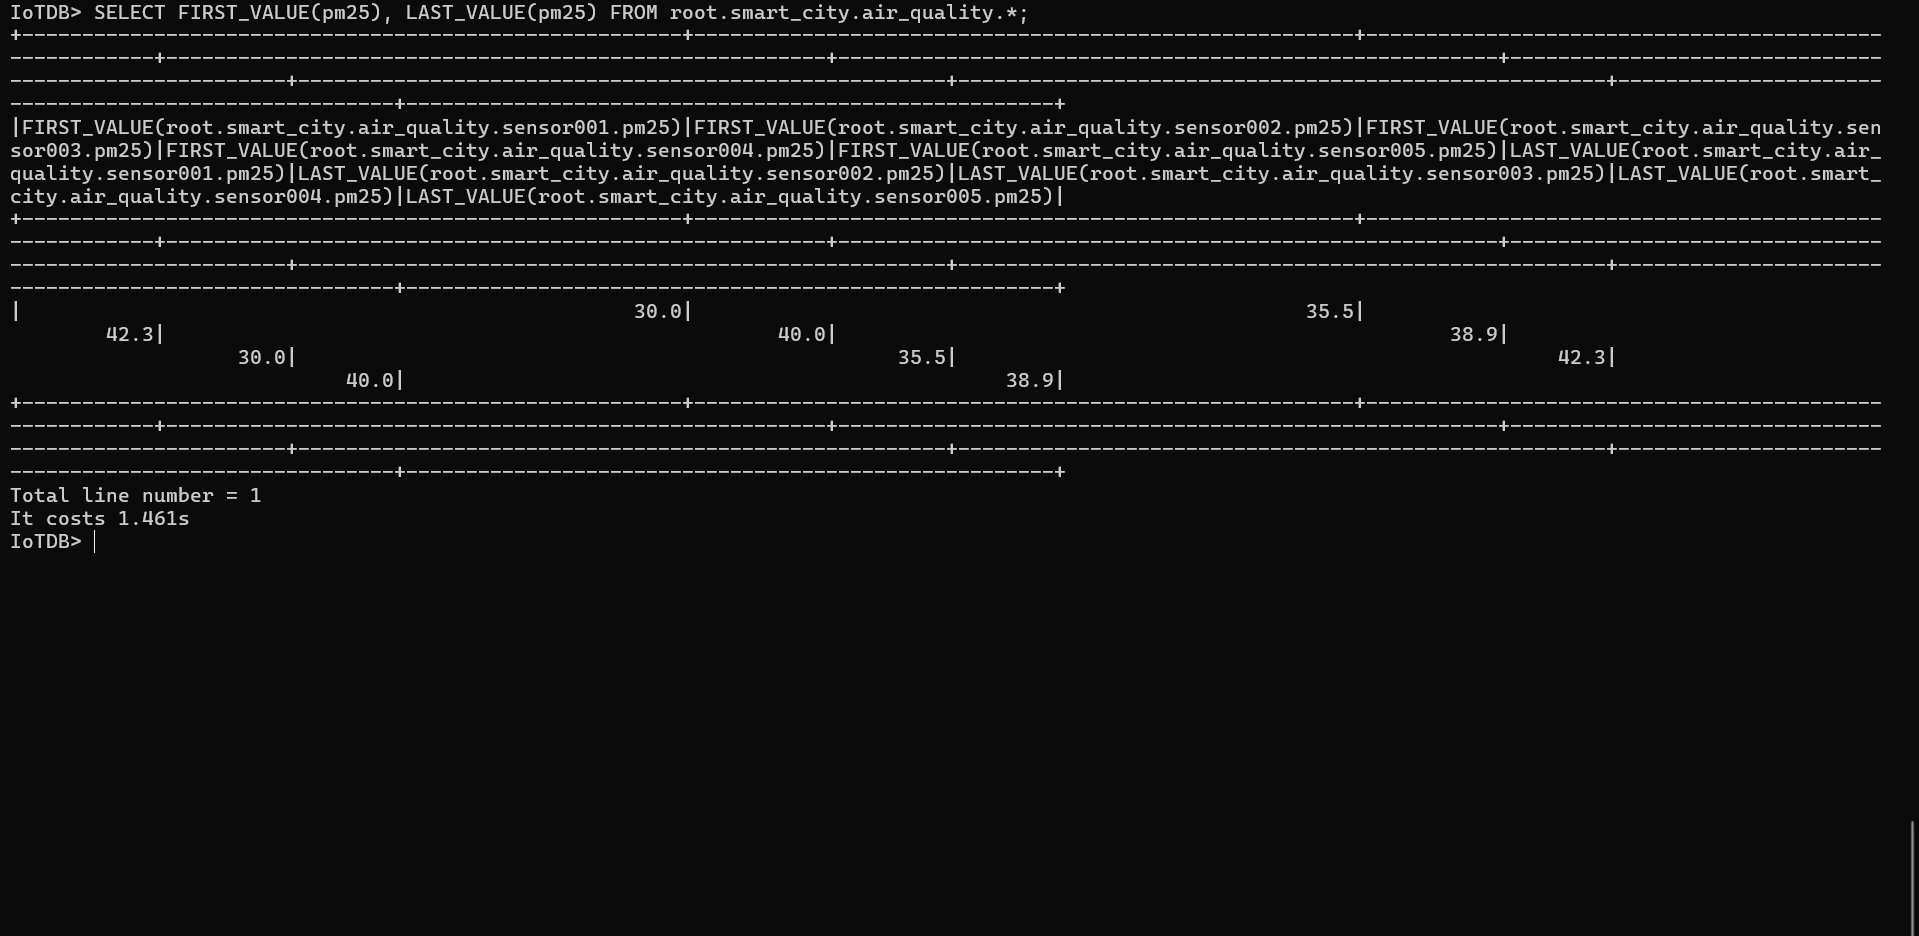 IoTDB> SELECT FIRST_VALUE(pm25), LAST_VALUE(pm25) FROM root.smart_city.air_quality.*;
+-------------------------------------------------------+-------------------------------------------------------+-------------------------------------------
------------+-------------------------------------------------------+-------------------------------------------------------+-------------------------------
-----------------------+------------------------------------------------------+------------------------------------------------------+----------------------
--------------------------------+------------------------------------------------------+
|FIRST_VALUE(root.smart_city.air_quality.sensor001.pm25)|FIRST_VALUE(root.smart_city.air_quality.sensor002.pm25)|FIRST_VALUE(root.smart_city.air_quality.sen
sor003.pm25)|FIRST_VALUE(root.smart_city.air_quality.sensor004.pm25)|FIRST_VALUE(root.smart_city.air_quality.sensor005.pm25)|LAST_VALUE(root.smart_city.air_
quality.sensor001.pm25)|LAST_VALUE(root.smart_city.air_quality.sensor002.pm25)|LAST_VALUE(root.smart_city.air_quality.sensor003.pm25)|LAST_VALUE(root.smart_
city.air_quality.sensor004.pm25)|LAST_VALUE(root.smart_city.air_quality.sensor005.pm25)|
+-------------------------------------------------------+-------------------------------------------------------+-------------------------------------------
------------+-------------------------------------------------------+-------------------------------------------------------+-------------------------------
-----------------------+------------------------------------------------------+------------------------------------------------------+----------------------
--------------------------------+------------------------------------------------------+
|                                                   30.0|                                                   35.5|
        42.3|                                                   40.0|                                                   38.9|
                   30.0|                                                  35.5|                                                  42.3|
                            40.0|                                                  38.9|
+-------------------------------------------------------+-------------------------------------------------------+-------------------------------------------
------------+-------------------------------------------------------+-------------------------------------------------------+-------------------------------
-----------------------+------------------------------------------------------+------------------------------------------------------+----------------------
--------------------------------+------------------------------------------------------+
Total line number = 1
It costs 1.461s
IoTDB>